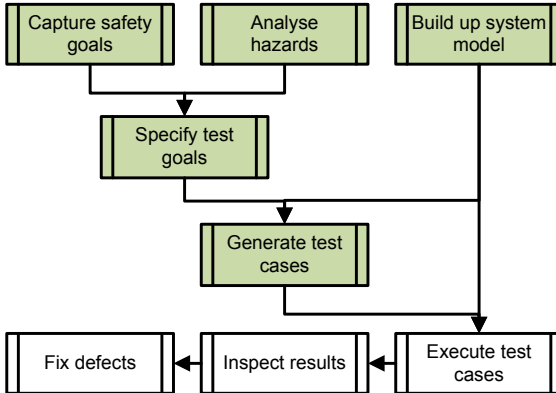 Capture safety
goals
Analyse
hazards
Build up system
model
Specify test
goals
Generate test
cases
Fix defects
Inspect results
Execute test
cases